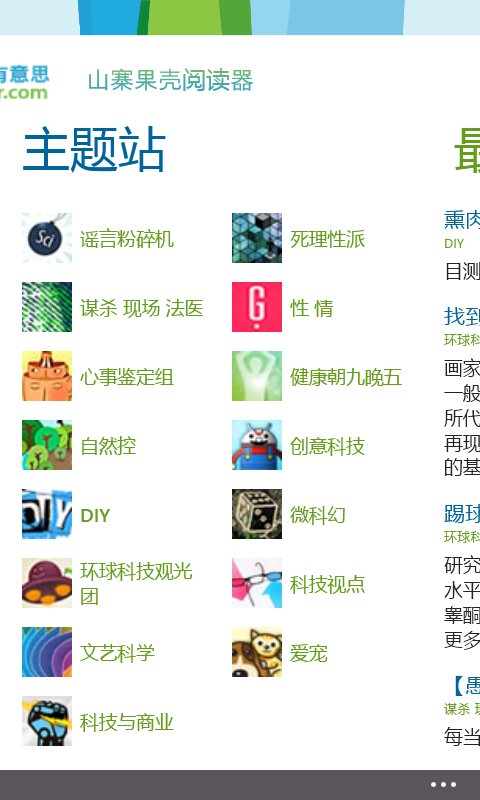 有意思
r.com
山寨果壳阅读器
主题站
最
谣言粉碎机
死理性派
谋杀 现场 法医
性 情
心事鉴定组
健康朝九晚五
自然控
创意科技
DIY
微科幻
环球科技观光
团
科技视点
文艺科学
爱宠
科技与商业
Sci
G
DIY
熏肉
DIY
目测
找到
环球科
画家
一般
所代
再现
的基
踢球
环球科
研究
水平
睾酮
更多
【愚
谋杀 现
每当